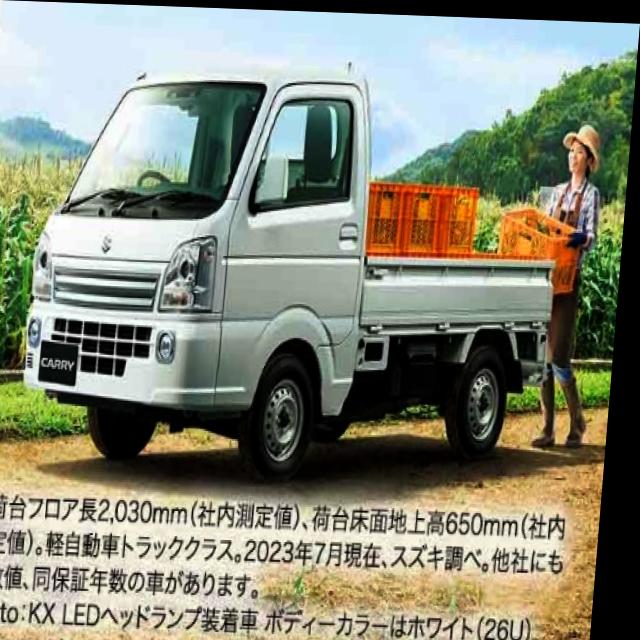 CARRY
荷台フロア長2,030mm(社内測定値)、荷台床面地上高650mm(社内
定値)。軽自動車トラッククラス。2023年7月現在、スズキ調べ。他社にも
数値、同保証年数の車があります。
to:KX LEDヘッドランプ装着車 ボディーカラーはホワイト(26U)